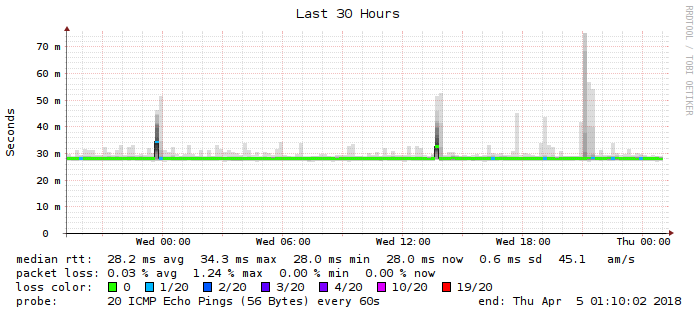 Last 30 Hours
RRDTOOL / TOBI OETIKER
Seconds
70 m
60 m
50 m
40 m
30 m
20 m
10 m
0
Wed 00:00 Wed 06:00 Wed 12:00 Wed 18:00 Thu 00:00
median rtt: 28.2 ms avg 34.3 ms max 28.0 ms min 28.0 ms now 0.6 ms sd 45.1 am/s
packet loss: 0.03 % avg 1.24 % max 0.00 % min 0.00 % now
loss color: 0 1/20 2/20 3/20 4/20 10/20 19/20
probe: 20 ICMP Echo Pings (56 Bytes) every 60s end: Thu Apr 5 01:10:02 2018